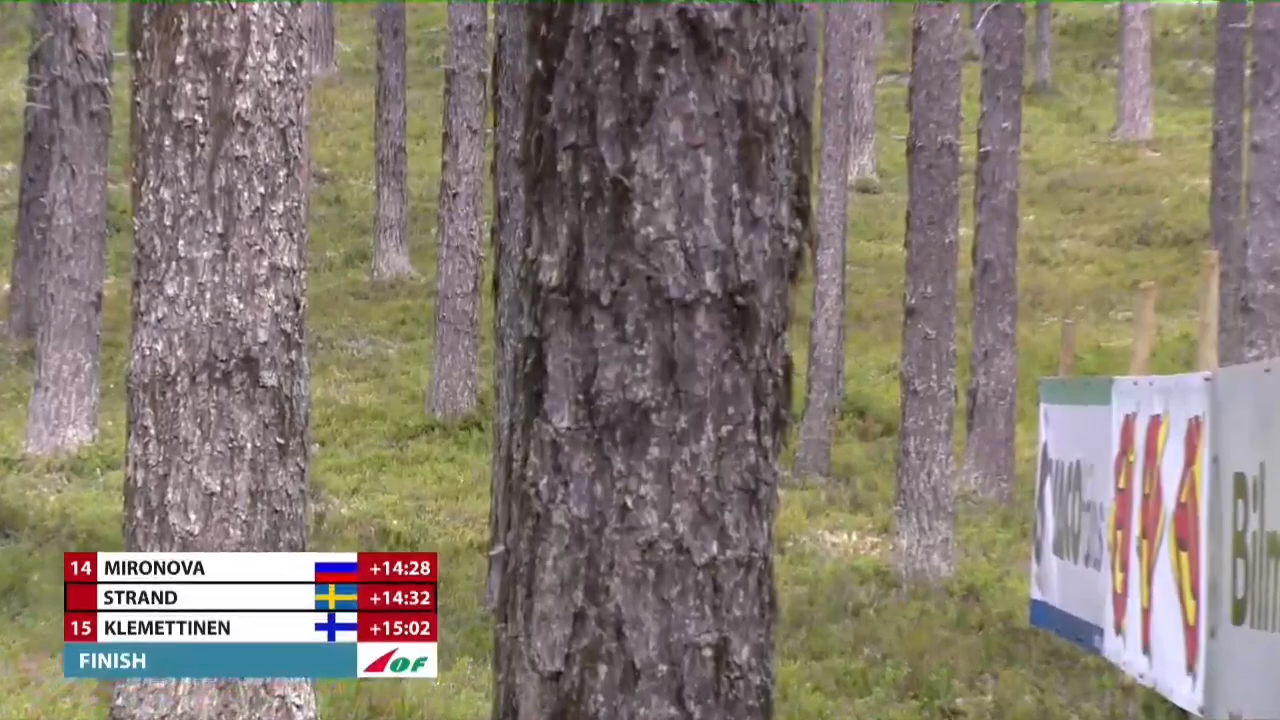 14 MIRONOVA +14:28
STRAND +14:32
15 KLEMETTINEN +15:02
FINISH IOF